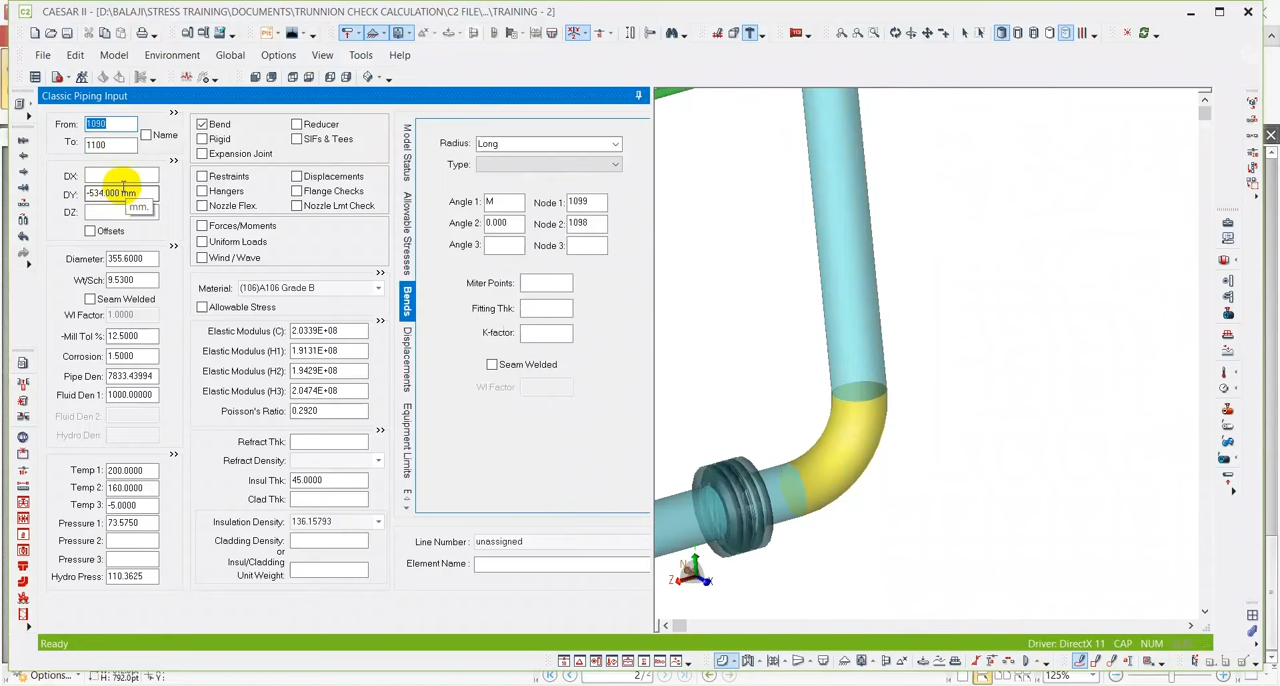 CAESAR II - [D:\BALAJI\STRESS TRAINING\DOCUMENTS\TRUNNION CHECK CALCULATION\C2 FILE\...\TRAINING - 2]
File Edit Model Environment Global Options View Tools Help
Classic Piping Input
From: 1090
To: 1100
Name
DX:
DY: -534.000 mm
DZ:
mm.
Offsets
Diameter: 355.6000
Wt/Sch: 9.5300
Seam Welded
WI Factor: 1.0000
-Mill Tol %: 12.5000
Corrosion: 1.5000
Pipe Den: 7833.43994
Fluid Den 1: 1000.00000
Fluid Den 2:
Hydro Den:
Temp 1: 200.0000
Temp 2: 160.0000
Temp 3: -5.0000
Pressure 1: 73.5750
Pressure 2:
Pressure 3:
Hydro Press: 110.3625
Bend Reducer
Rigid SIFs & Tees
Expansion Joint
Restraints Displacements
Hangers Flange Checks
Nozzle Flex. Nozzle Lmt Check
Forces/Moments
Uniform Loads
Wind / Wave
Material: (106)A106 Grade B
Allowable Stress
Elastic Modulus (C): 2.0339E+08
Elastic Modulus (H1): 1.9131E+08
Elastic Modulus (H2): 1.9429E+08
Elastic Modulus (H3): 2.0474E+08
Poisson's Ratio: 0.2920
Refract Thk:
Refract Density:
Insul Thk: 45.0000
Clad Thk:
Insulation Density: 136.15793
Cladding Density:
or
Insul/Cladding
Unit Weight:
Model Status
Allowable Stresses
Bends
Displacements
Equipment Limits
E
Radius: Long
Type:
Angle 1: M Node 1: 1099
Angle 2: 0.000 Node 2: 1098
Angle 3: Node 3:
Miter Points:
Fitting Thk:
K-factor:
Seam Welded
WI Factor
Line Number: unassigned
Element Name:
Z
X
Ready
Driver: DirectX 11 CAP NUM
Options...
H: 792.0pt
Y:
2/2
125%